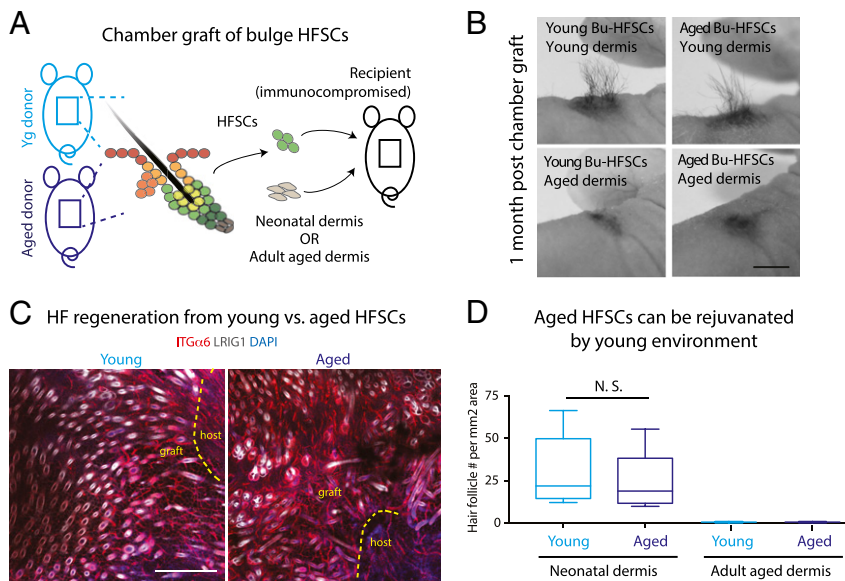 A
Chamber graft of bulge HFSCs
Yg donor
Aged donor
HFSCs
Recipient
(immunocompromised)
Neonatal dermis
OR
Adult aged dermis
B
1 month post chamber graft
Young Bu-HFSCs
Young dermis
Aged Bu-HFSCs
Young dermis
Young Bu-HFSCs
Aged dermis
Aged Bu-HFSCs
Aged dermis
C
HF regeneration from young vs. aged HFSCs
ITGα6 LRIG1 DAPI
Young
Aged
host
graft
graft
host
D
Aged HFSCs can be rejuvanated
by young environment
Hair follicle # per mm2 area
75
50
25
0
N. S.
Young
Aged
Young
Aged
Neonatal dermis
Adult aged dermis